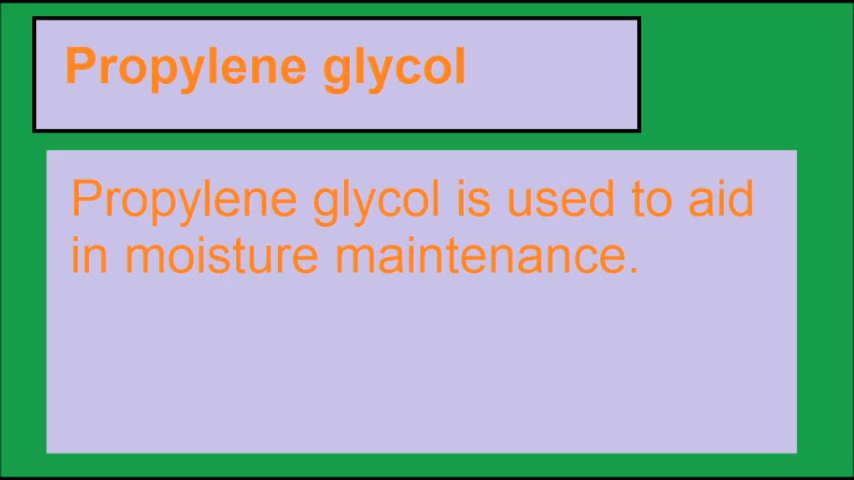 Propylene glycol
Propylene glycol is used to aid
in moisture maintenance.